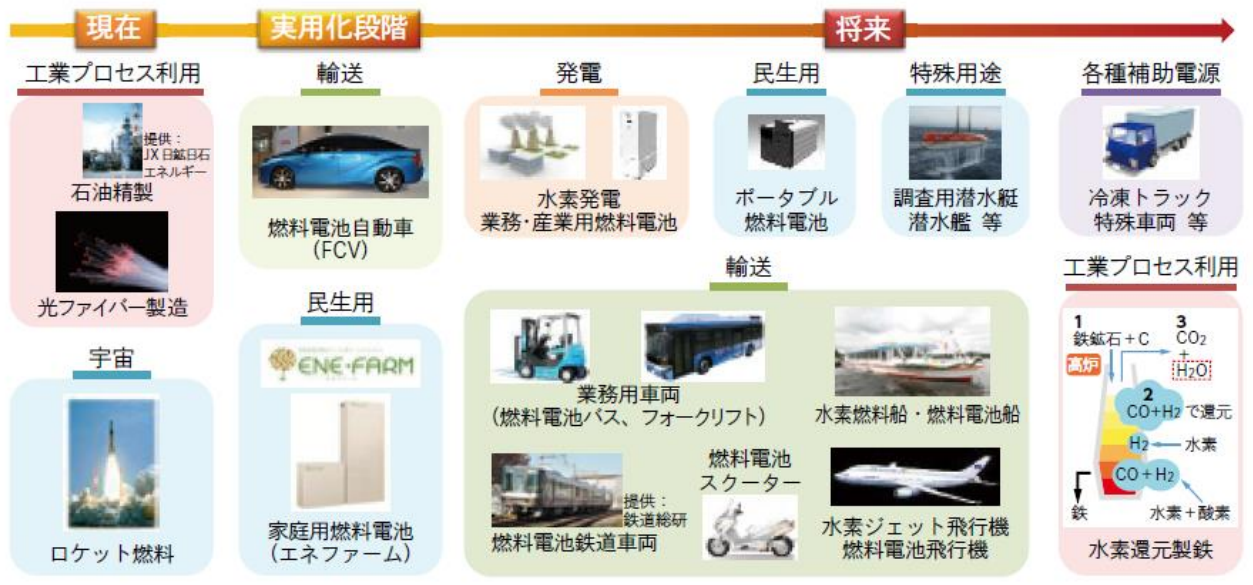 現在
実用化段階
将来
工業プロセス利用
提供：
JX日鉱日石
エネルギー
石油精製
光ファイバー製造
宇宙
ロケット燃料
輸送
燃料電池自動車
(FCV)
民生用
ENE・FARM
家庭用燃料電池
(エネファーム)
発電
水素発電
業務・産業用燃料電池
民生用
ポータブル
燃料電池
特殊用途
調査用潜水艇
潜水艦 等
各種補助電源
冷凍トラック
特殊車両 等
輸送
業務用車両
(燃料電池バス、フォークリフト)
水素燃料船・燃料電池船
提供：
鉄道総研
燃料電池鉄道車両
燃料電池
スクーター
水素ジェット飛行機
燃料電池飛行機
工業プロセス利用
1
鉄鉱石＋C
3
CO2
+
H2O
高炉
2
CO+H2で還元
H2
水素
CO+H2
鉄
水素＋酸素
水素還元製鉄